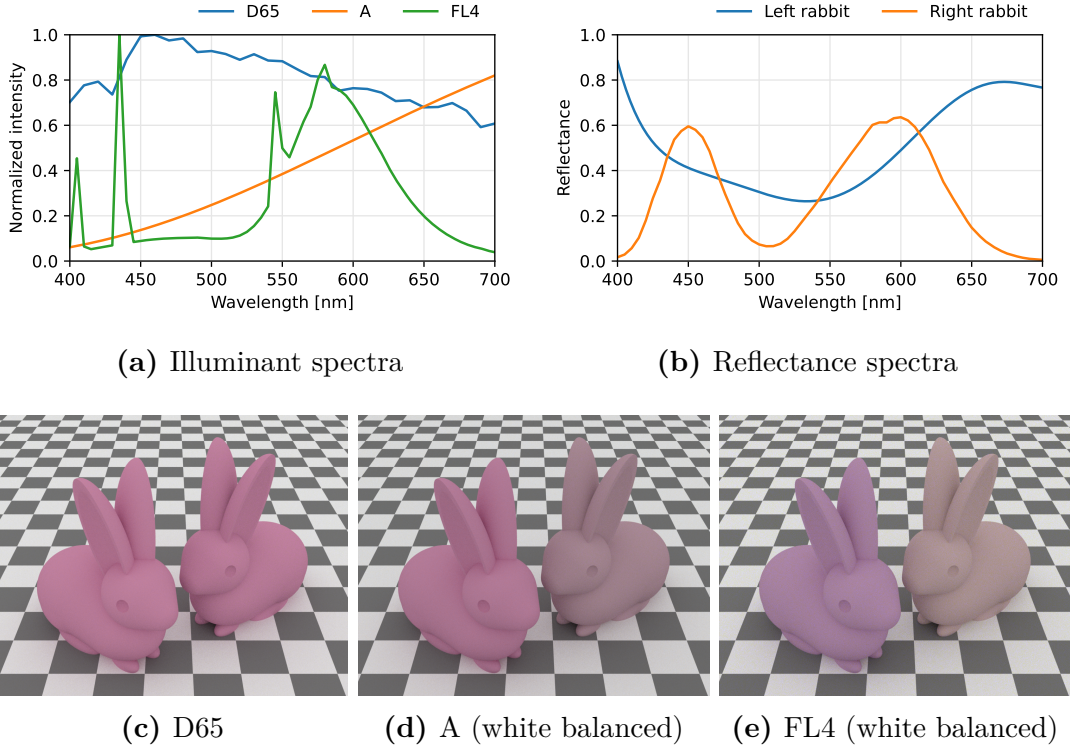 D65 A FL4
1.0
0.8
0.6
0.4
0.2
0.0
Normalized intensity
400 450 500 550 600 650 700
Wavelength [nm]
(a) Illuminant spectra
Left rabbit Right rabbit
1.0
0.8
0.6
0.4
0.2
0.0
Reflectance
400 450 500 550 600 650 700
Wavelength [nm]
(b) Reflectance spectra
(c) D65
(d) A (white balanced)
(e) FL4 (white balanced)